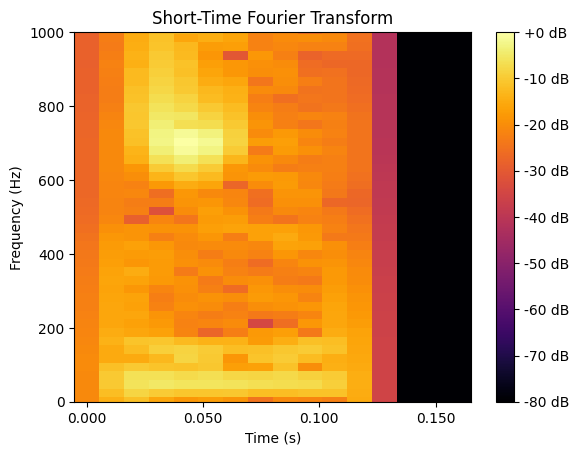 Short-Time Fourier Transform
Frequency (Hz)
1000
800
600
400
200
0
0.000
0.050
0.100
0.150
Time (s)
+0 dB
-10 dB
-20 dB
-30 dB
-40 dB
-50 dB
-60 dB
-70 dB
-80 dB